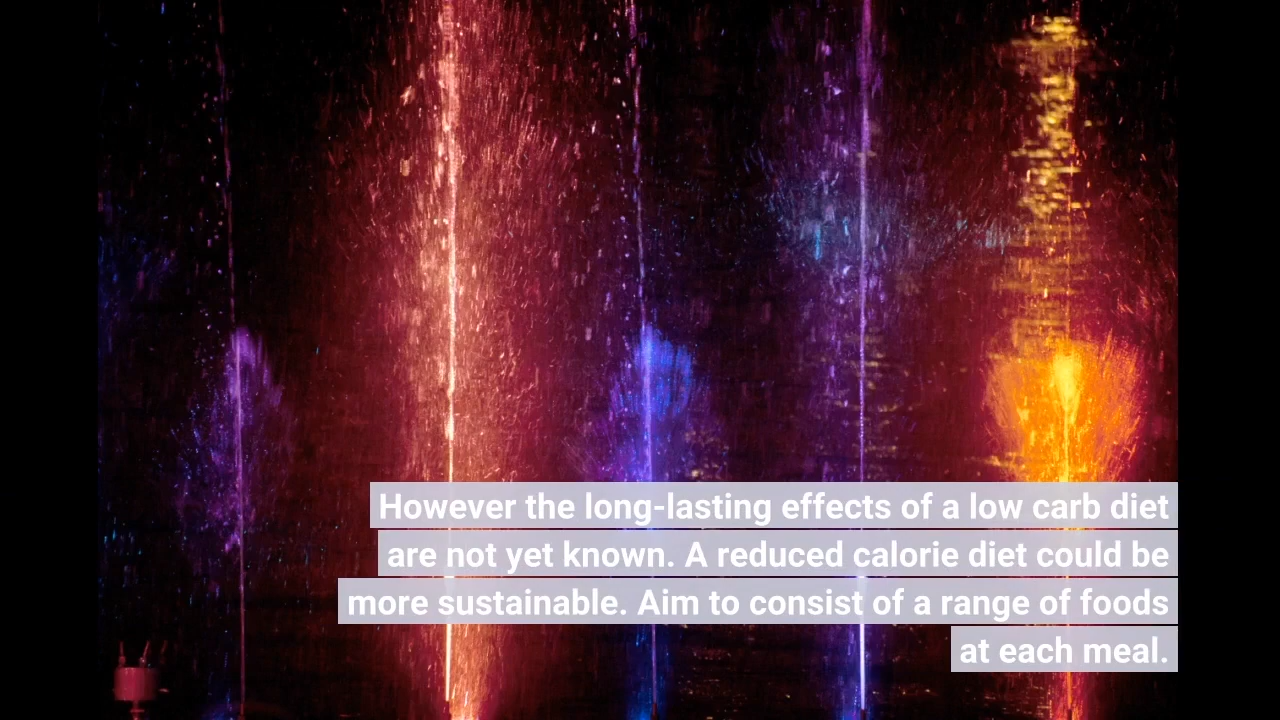 However the long-lasting effects of a low carb diet
are not yet known. A reduced calorie diet could be
more sustainable. Aim to consist of a range of foods
at each meal.